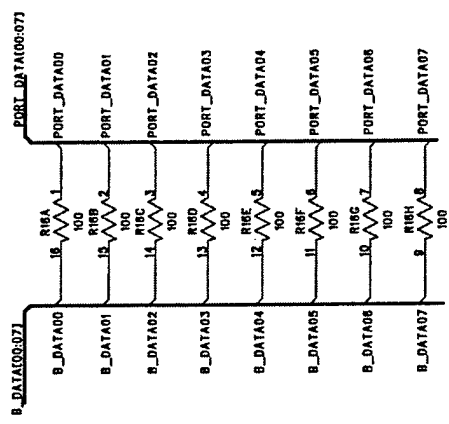 PORT_DATA[00:07]
PORT_DATA00
PORT_DATA01
PORT_DATA02
PORT_DATA03
PORT_DATA04
PORT_DATA05
PORT_DATA06
PORT_DATA07
16 R16A 100 1
15 R16B 100 2
14 R16C 100 3
13 R16D 100 4
12 R16E 100 5
11 R16F 100 6
10 R16G 100 7
9 R16H 100 8
B_DATA00
B_DATA01
B_DATA02
B_DATA03
B_DATA04
B_DATA05
B_DATA06
B_DATA07
B_DATA[00:07]